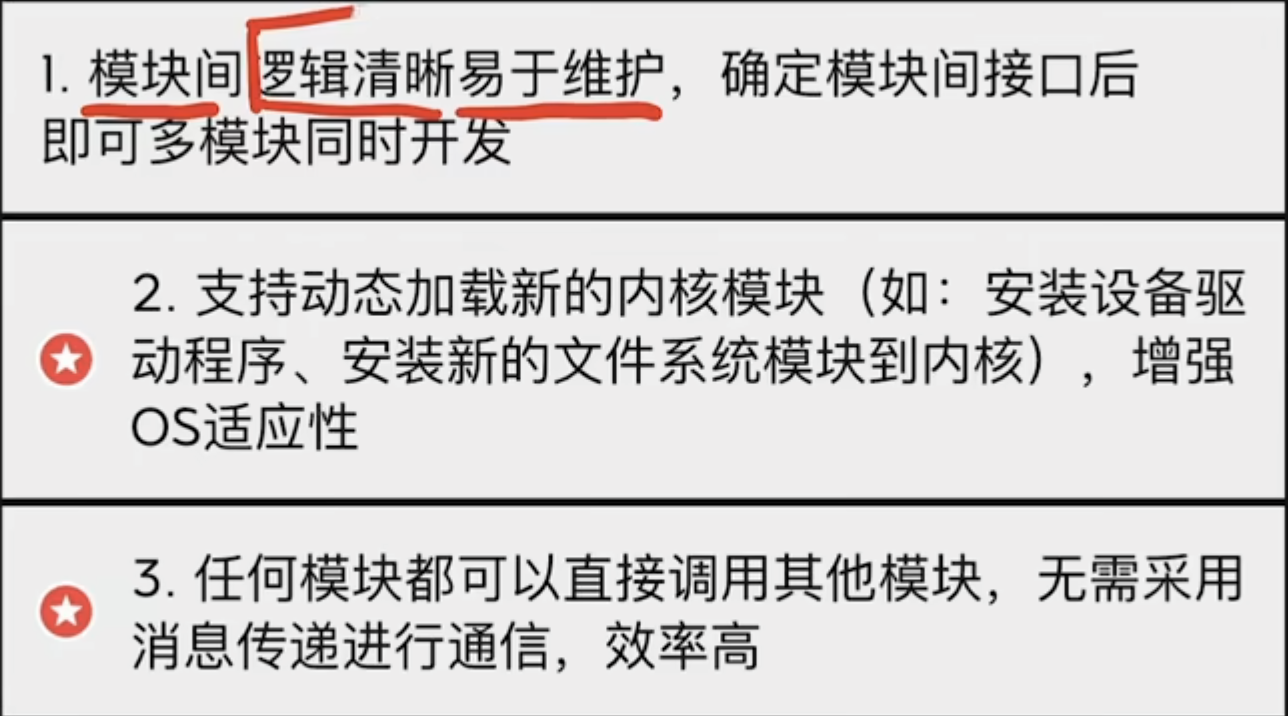 1. 模块间逻辑清晰易于维护，确定模块间接口后
即可多模块同时开发
2. 支持动态加载新的内核模块（如：安装设备驱
动程序、安装新的文件系统模块到内核），增强
OS适应性
3. 任何模块都可以直接调用其他模块，无需采用
消息传递进行通信，效率高